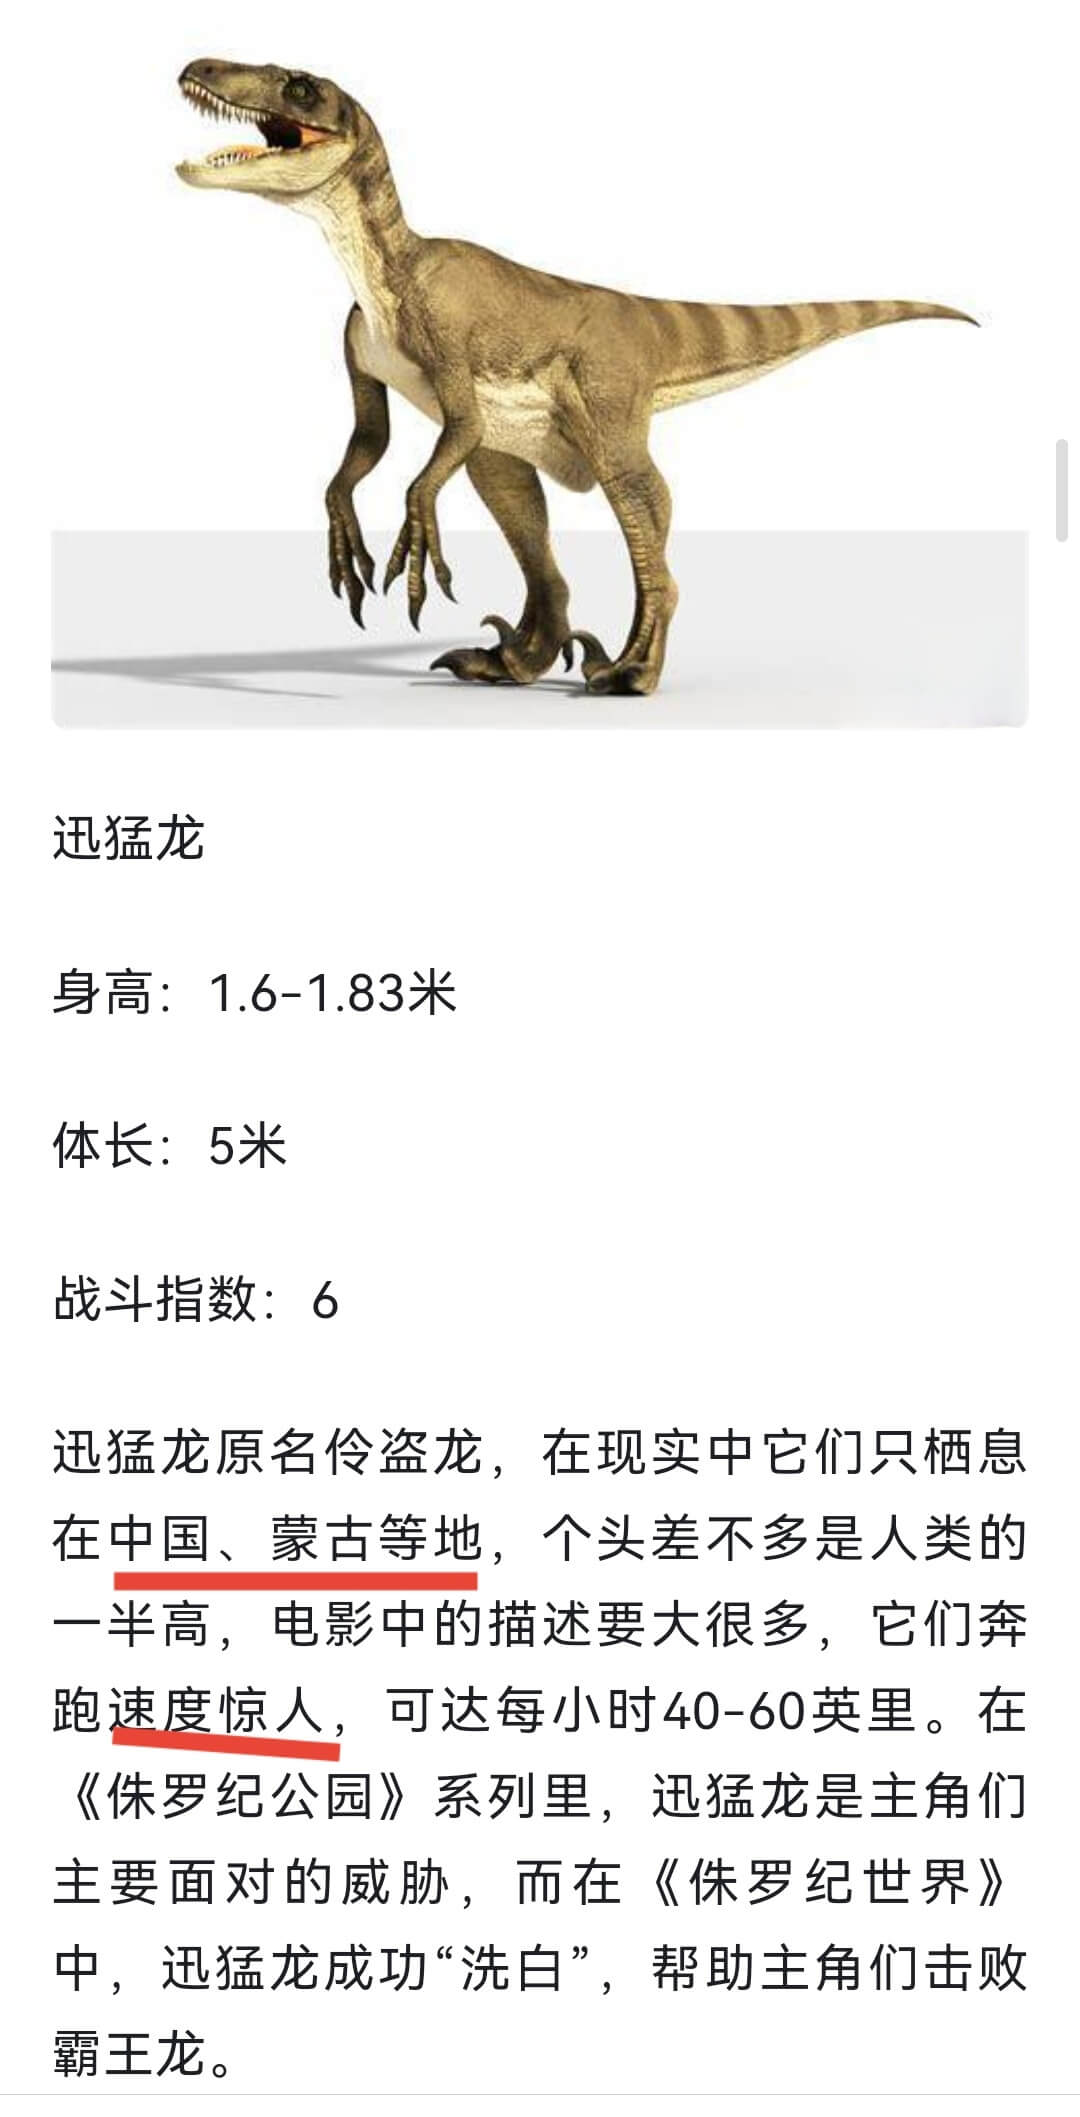 迅猛龙
身高：1.6-1.83米
体长：5米
战斗指数：6
迅猛龙原名伶盗龙，在现实中它们只栖息
在中国、蒙古等地，个头差不多是人类的
一半高，电影中的描述要大很多，它们奔
跑速度惊人，可达每小时40-60英里。在
《侏罗纪公园》系列里，迅猛龙是主角们
主要面对的威胁，而在《侏罗纪世界》
中，迅猛龙成功“洗白”，帮助主角们击败
霸王龙。